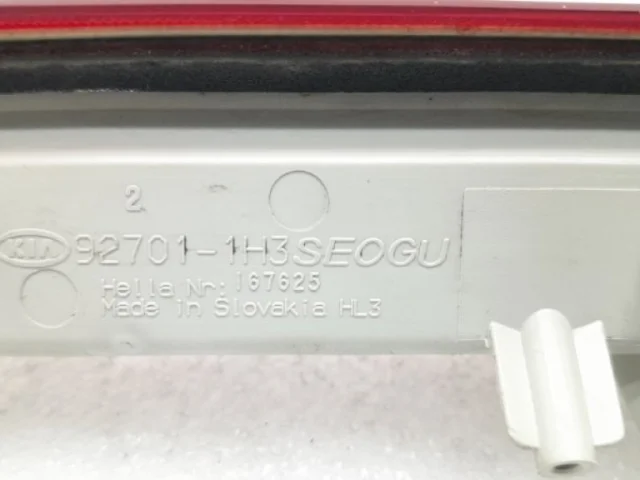 2
KIA 92701-1H3SEOGU
Hella Nr: 167625
Made in Slovakia HL3